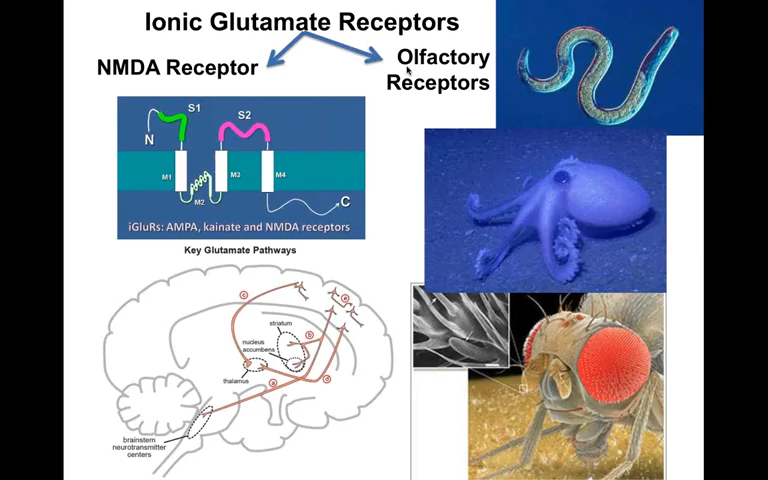 Ionic Glutamate Receptors
NMDA Receptor
Olfactory
Receptors
S1
S2
N
M1
M2
M3
M4
C
iGluRs: AMPA, kainate and NMDA receptors
Key Glutamate Pathways
c
e
striatum
b
nucleus
accumbens
thalamus
a
d
brainstem
neurotransmitter
centers